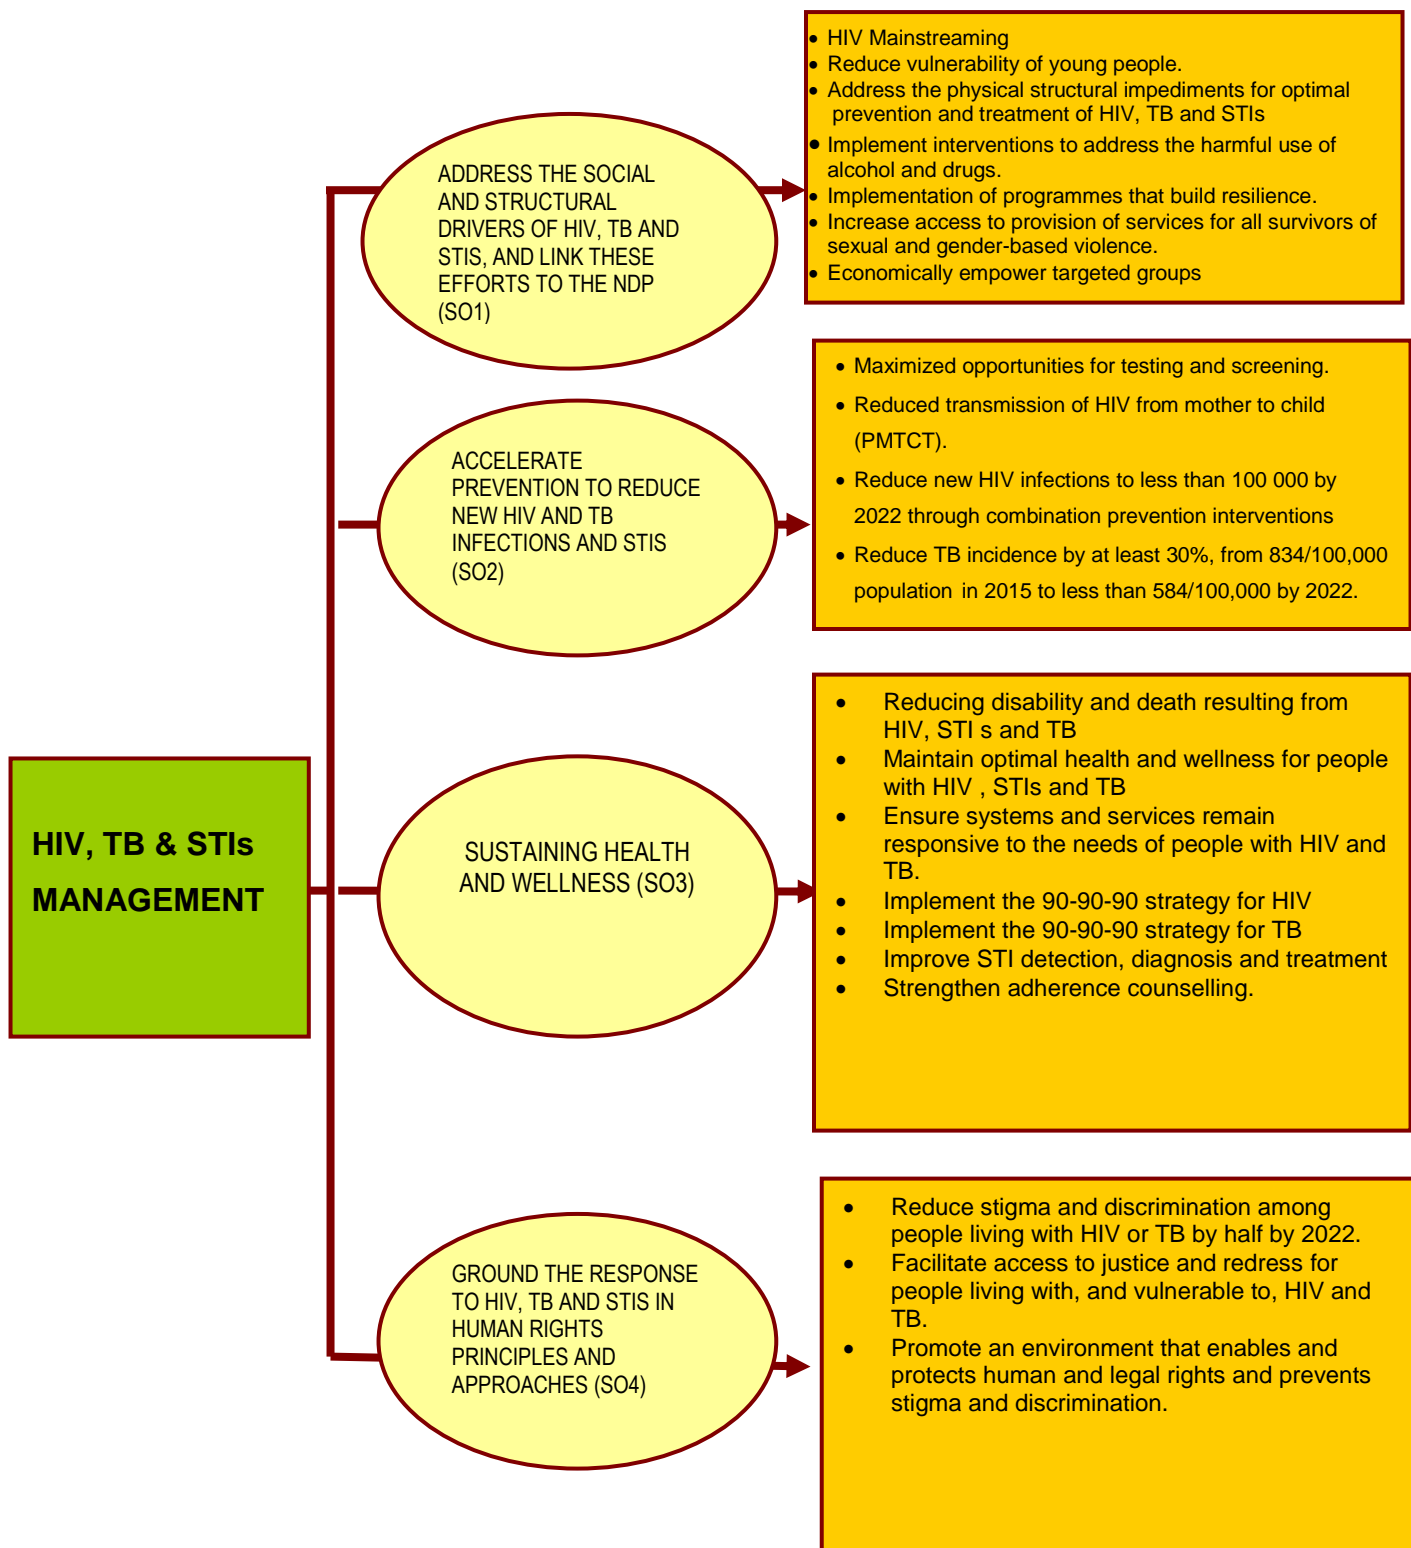 HIV, TB & STIs
MANAGEMENT
ADDRESS THE SOCIAL
AND STRUCTURAL
DRIVERS OF HIV, TB AND
STIS, AND LINK THESE
EFFORTS TO THE NDP
(SO1)
• HIV Mainstreaming
• Reduce vulnerability of young people.
• Address the physical structural impediments for optimal
prevention and treatment of HIV, TB and STIs
• Implement interventions to address the harmful use of
alcohol and drugs.
• Implementation of programmes that build resilience.
• Increase access to provision of services for all survivors of
sexual and gender-based violence.
• Economically empower targeted groups
ACCELERATE
PREVENTION TO REDUCE
NEW HIV AND TB
INFECTIONS AND STIS
(SO2)
• Maximized opportunities for testing and screening.
• Reduced transmission of HIV from mother to child
(PMTCT).
• Reduce new HIV infections to less than 100 000 by
2022 through combination prevention interventions
• Reduce TB incidence by at least 30%, from 834/100,000
population in 2015 to less than 584/100,000 by 2022.
SUSTAINING HEALTH
AND WELLNESS (SO3)
• Reducing disability and death resulting from
HIV, STI s and TB
• Maintain optimal health and wellness for people
with HIV , STIs and TB
• Ensure systems and services remain
responsive to the needs of people with HIV and
TB.
• Implement the 90-90-90 strategy for HIV
• Implement the 90-90-90 strategy for TB
• Improve STI detection, diagnosis and treatment
• Strengthen adherence counselling.
GROUND THE RESPONSE
TO HIV, TB AND STIS IN
HUMAN RIGHTS
PRINCIPLES AND
APPROACHES (SO4)
• Reduce stigma and discrimination among
people living with HIV or TB by half by 2022.
• Facilitate access to justice and redress for
people living with, and vulnerable to, HIV and
TB.
• Promote an environment that enables and
protects human and legal rights and prevents
stigma and discrimination.